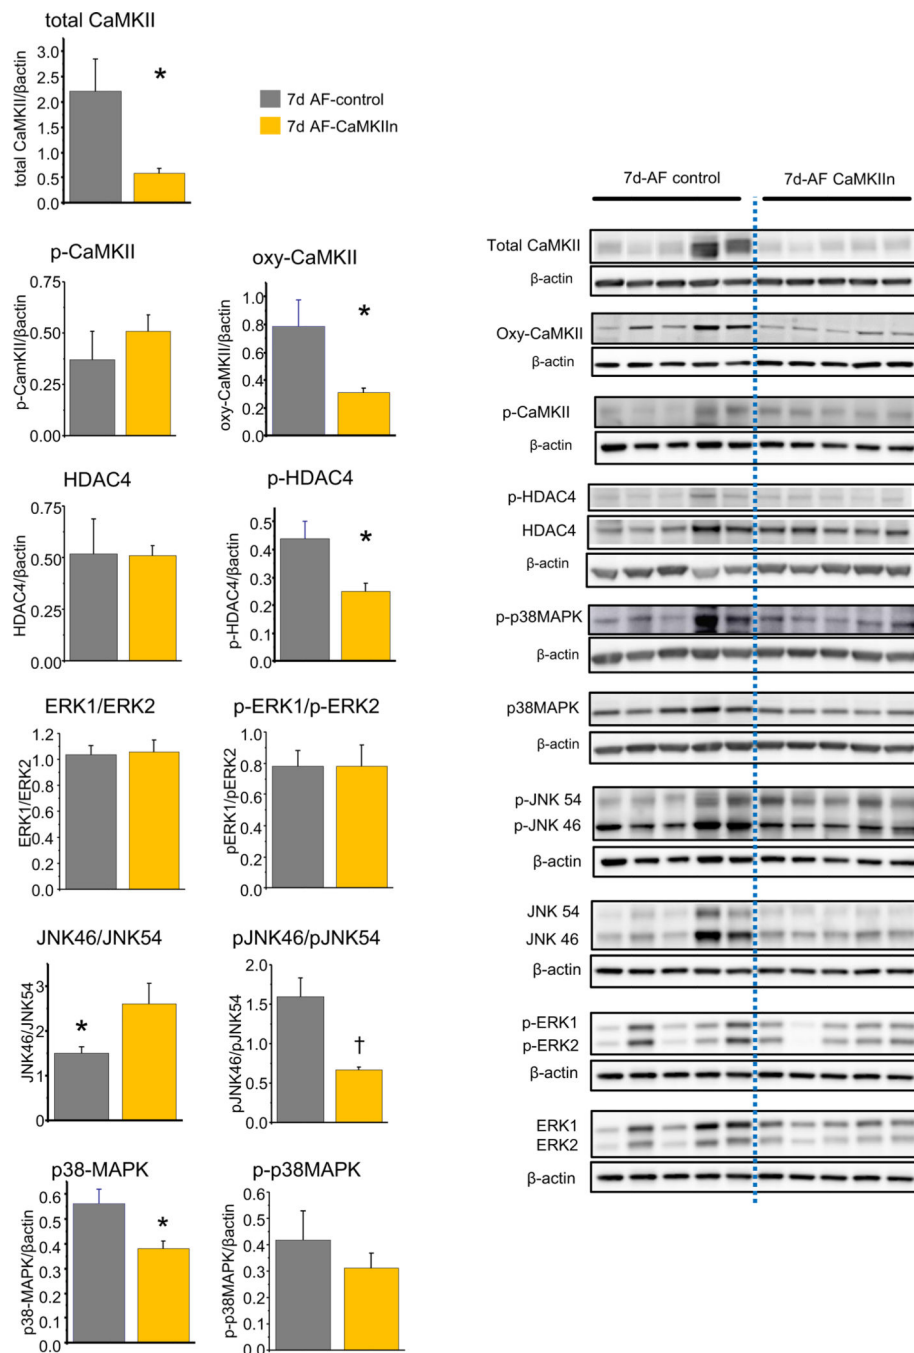 total CaMKII
total CaMKII/βactin
3.0
2.5
2.0
1.5
1.0
0.5
0.0
*
7d AF-control
7d AF-CaMKIIn
p-CaMKII
p-CamKII/βactin
0.75
0.50
0.25
0.00
oxy-CaMKII
oxy-CaMKII/βactin
1.0
0.8
0.6
0.4
0.2
0.0
*
HDAC4
HDAC4/βactin
0.75
0.50
0.25
0.00
p-HDAC4
p-HDAC4/βactin
0.5
0.4
0.3
0.2
0.1
0.0
*
ERK1/ERK2
ERK1/ERK2
1.2
1.0
0.8
0.6
0.4
0.2
0.0
p-ERK1/p-ERK2
pERK1/pERK2
1.0
0.8
0.6
0.4
0.2
0.0
JNK46/JNK54
JNK46/JNK54
3
2
1
0
*
pJNK46/pJNK54
pJNK46/pJNK54
2.0
1.5
1.0
0.5
0.0
†
p38-MAPK
p38-MAPK/βactin
0.6
0.5
0.4
0.3
0.2
0.1
0.0
*
p-p38MAPK
p-p38MAPK/βactin
0.6
0.5
0.4
0.3
0.2
0.1
0.0
7d-AF control 7d-AF CaMKIIn
Total CaMKII
β-actin
Oxy-CaMKII
β-actin
p-CaMKII
β-actin
p-HDAC4
HDAC4
β-actin
p-p38MAPK
β-actin
p38MAPK
β-actin
p-JNK 54
p-JNK 46
β-actin
JNK 54
JNK 46
β-actin
p-ERK1
p-ERK2
β-actin
ERK1
ERK2
β-actin